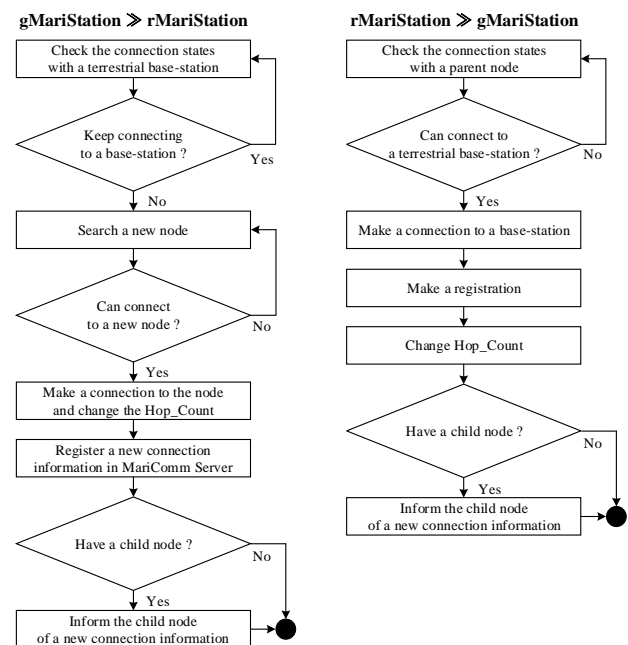 gMariStation ≫ rMariStation
Check the connection states
with a terrestrial base-station
Keep connecting
to a base-station ?
Yes
No
Search a new node
Can connect
to a new node ?
No
Yes
Make a connection to the node
and change the Hop_Count
Register a new connection
information in MariComm Server
Have a child node ?
No
Yes
Inform the child node
of a new connection information
rMariStation ≫ gMariStation
Check the connection states
with a parent node
Can connect to
a terrestrial base-station ?
No
Yes
Make a connection to a base-station
Make a registration
Change Hop_Count
Have a child node ?
No
Yes
Inform the child node
of a new connection information